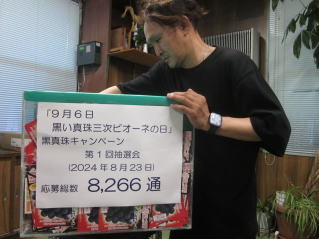 「9月6日
黒い真珠三次ピオーネの日」
黒真珠キャンペーン
第1回抽選会
(2024年8月23日)
応募総数 8,266通